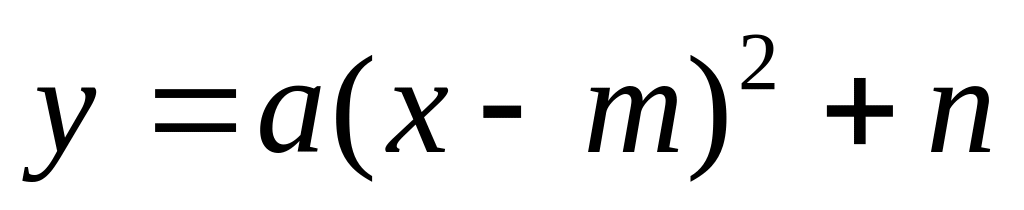 y = a(x - m)² + n